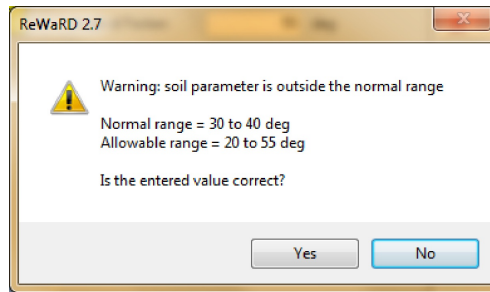 ReWaRD 2.7
Warning: soil parameter is outside the normal range
Normal range = 30 to 40 deg
Allowable range = 20 to 55 deg
Is the entered value correct?
Yes No